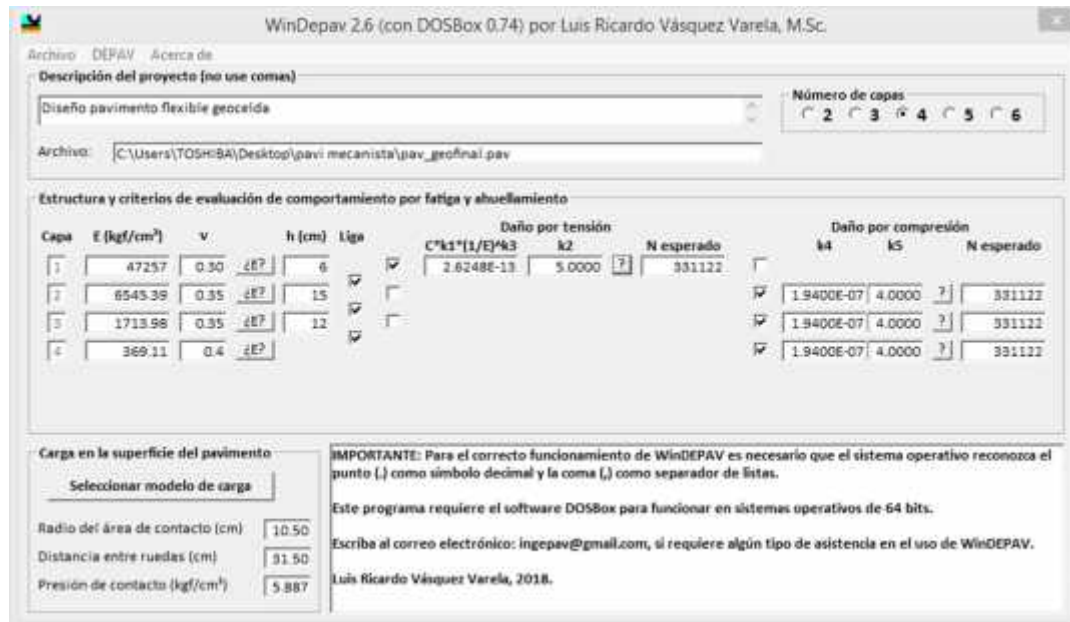 WinDepav 2.6 (con DOSBox 0.74) por Luis Ricardo Vásquez Varela, M.Sc.
Archivo DEPAV Acerca de
Descripción del proyecto (no use comas)
Diseño pavimento flexible geocelda
Número de capas
2 3 4 5 6
Archivo: C:\Users\TOSHIBA\Desktop\pavi mecanista\pav_geofinal.pav
Estructura y criterios de evaluación de comportamiento por fatiga y ahuellamiento
Daño por tensión Daño por compresión
Capa E (kgf/cm²) v h (cm) Liga C*k1*(1/E)^k3 k2 N esperado k4 k5 N esperado
1 47257 0.30 ¿E? 6 2.6248E-13 5.0000 ? 331122
2 6545.39 0.35 ¿E? 15 1.9400E-07 4.0000 ? 331122
3 1713.98 0.35 ¿E? 12 1.9400E-07 4.0000 ? 331122
4 369.11 0.4 ¿E? 1.9400E-07 4.0000 ? 331122
Carga en la superficie del pavimento
Seleccionar modelo de carga
Radio del área de contacto (cm) 10.50
Distancia entre ruedas (cm) 31.50
Presión de contacto (kgf/cm²) 5.887
IMPORTANTE: Para el correcto funcionamiento de WinDEPAV es necesario que el sistema operativo reconozca el
punto (.) como símbolo decimal y la coma (,) como separador de listas.
Este programa requiere el software DOSBox para funcionar en sistemas operativos de 64 bits.
Escriba al correo electrónico: ingepav@gmail.com, si requiere algún tipo de asistencia en el uso de WinDEPAV.
Luis Ricardo Vásquez Varela, 2018.